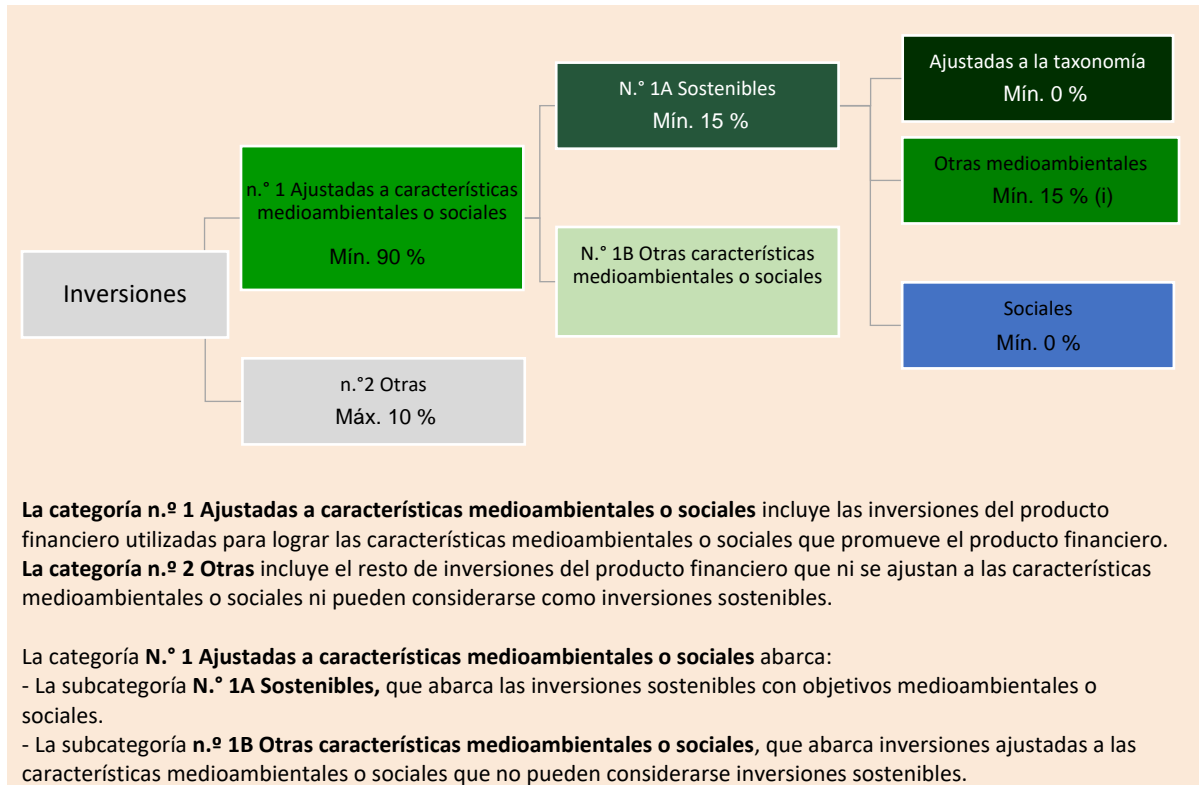 Inversiones
n.° 1 Ajustadas a características
medioambientales o sociales
Mín. 90 %
n.°2 Otras
Máx. 10 %
N.° 1A Sostenibles
Mín. 15 %
N.° 1B Otras características
medioambientales o sociales
Ajustadas a la taxonomía
Mín. 0 %
Otras medioambientales
Mín. 15 % (i)
Sociales
Mín. 0 %
La categoría n.º 1 Ajustadas a características medioambientales o sociales incluye las inversiones del producto
financiero utilizadas para lograr las características medioambientales o sociales que promueve el producto financiero.
La categoría n.º 2 Otras incluye el resto de inversiones del producto financiero que ni se ajustan a las características
medioambientales o sociales ni pueden considerarse como inversiones sostenibles.
La categoría N.° 1 Ajustadas a características medioambientales o sociales abarca:
- La subcategoría N.° 1A Sostenibles, que abarca las inversiones sostenibles con objetivos medioambientales o
sociales.
- La subcategoría n.º 1B Otras características medioambientales o sociales, que abarca inversiones ajustadas a las
características medioambientales o sociales que no pueden considerarse inversiones sostenibles.